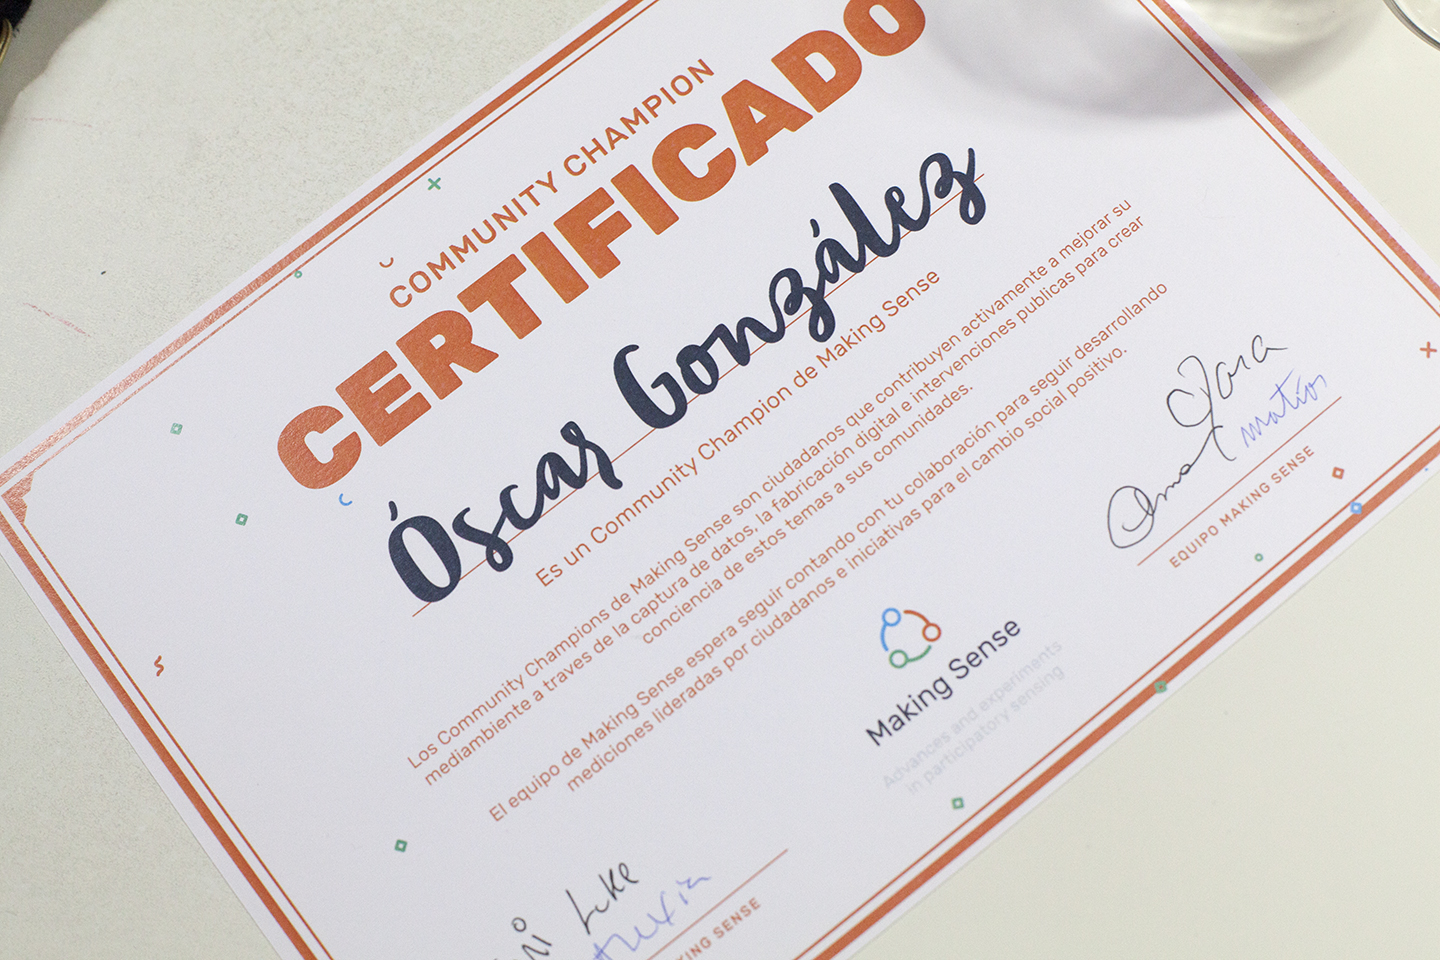 COMMUNITY CHAMPION
CERTIFICADO
Óscar González
Es un Community Champion de Making Sense
Los Community Champions de Making Sense son ciudadanos que contribuyen activamente a mejorar su
mediambiente a traves de la captura de datos, la fabricación digital e intervenciones publicas para crear
conciencia de estos temas a sus comunidades.
El equipo de Making Sense espera seguir contando con tu colaboración para seguir desarrollando
mediciones lideradas por ciudadanos e iniciativas para el cambio social positivo.
Making Sense
Advances and experiments
in participatory sensing
Mara
matías
EQUIPO MAKING SENSE
Luke
SENSE